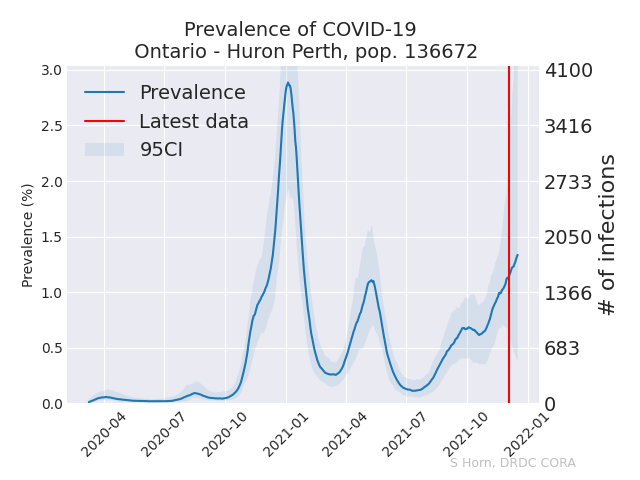 Prevalence of COVID-19
Ontario - Huron Perth, pop. 136672
3.0
2.5
2.0
1.5
1.0
0.5
0.0
Prevalence (%)
Prevalence
Latest data
95CI
4100
3416
2733
2050
1366
683
0
# of infections
2020-04
2020-07
2020-10
2021-01
2021-04
2021-07
2021-10
2022-01
S Horn, DRDC CORA